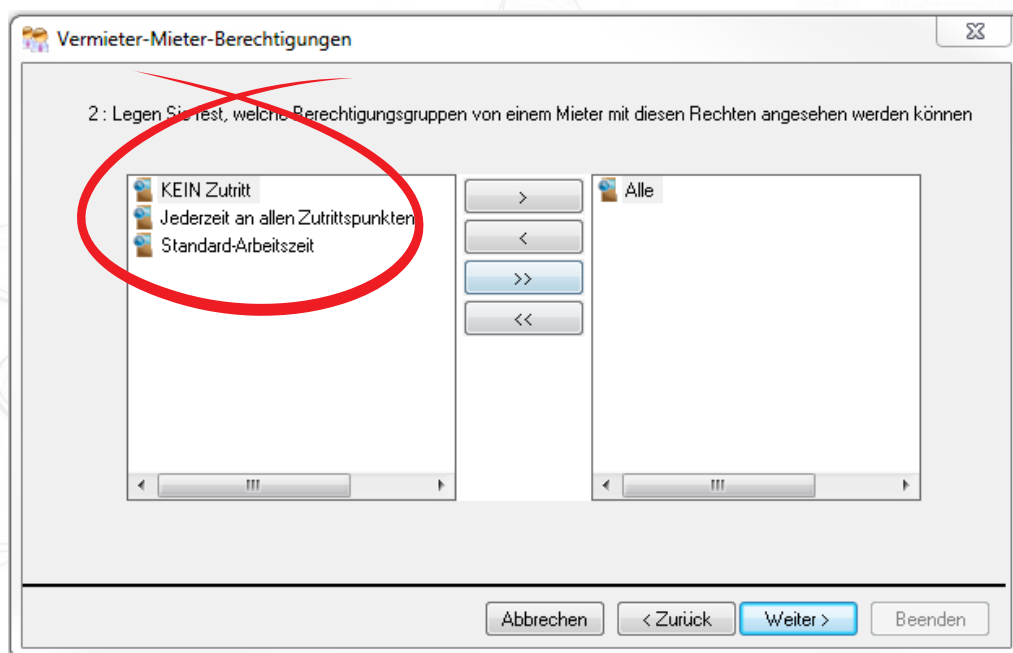 Vermieter-Mieter-Berechtigungen
2 : Legen Sie fest, welche Berechtigungsgruppen von einem Mieter mit diesen Rechten angesehen werden können
KEIN Zutritt
Jederzeit an allen Zutrittspunkten
Standard-Arbeitszeit
>
<
>>
<<
Alle
Abbrechen
< Zurück
Weiter >
Beenden